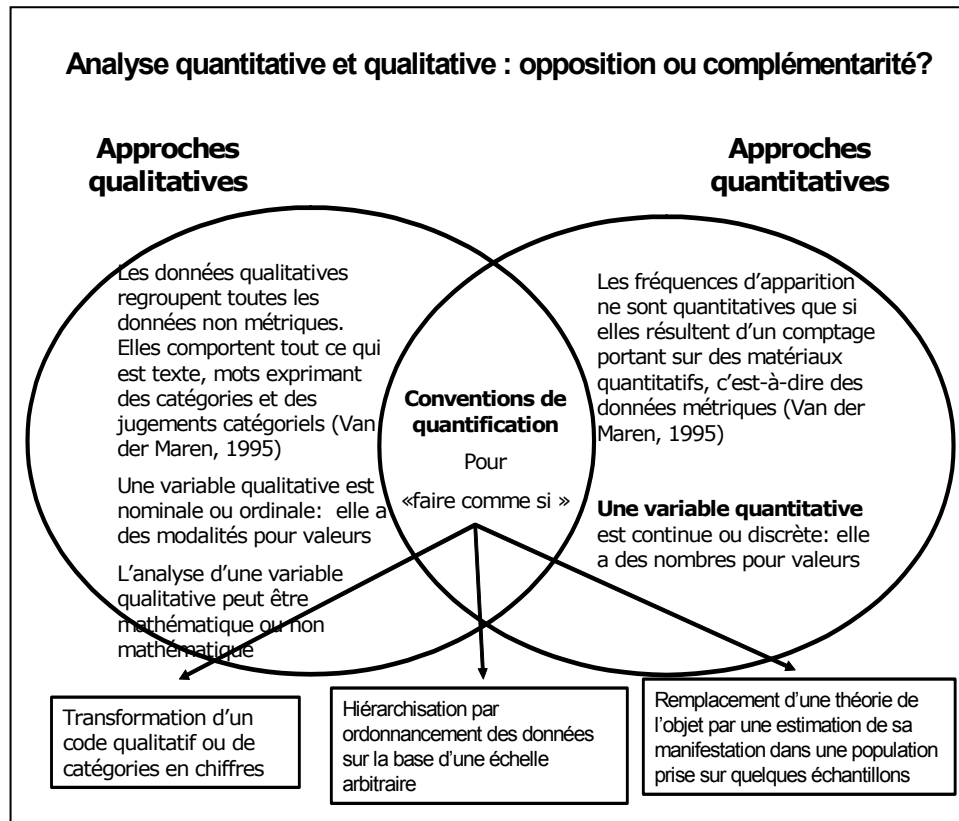 Analyse quantitative et qualitative : opposition ou complémentarité?
Approches
qualitatives
Approches
quantitatives
Les données qualitatives
regroupent toutes les
données non métriques.
Elles comportent tout ce qui
est texte, mots exprimant
des catégories et des
jugements catégoriels (Van
der Maren, 1995)
Une variable qualitative est
nominale ou ordinale: elle a
des modalités pour valeurs
L'analyse d'une variable
qualitative peut être
mathématique ou non
mathématique
Conventions de
quantification
Pour
«faire comme si »
Les fréquences d'apparition
ne sont quantitatives que si
elles résultent d'un comptage
portant sur des matériaux
quantitatifs, c'est-à-dire des
données métriques (Van der
Maren, 1995)
Une variable quantitative
est continue ou discrète: elle
a des nombres pour valeurs
Transformation d'un
code qualitatif ou de
catégories en chiffres
Hiérarchisation par
ordonnancement des données
sur la base d'une échelle
arbitraire
Remplacement d'une théorie de
l'objet par une estimation de sa
manifestation dans une population
prise sur quelques échantillons